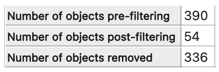 Number of objects pre-filtering 390
Number of objects post-filtering 54
Number of objects removed 336